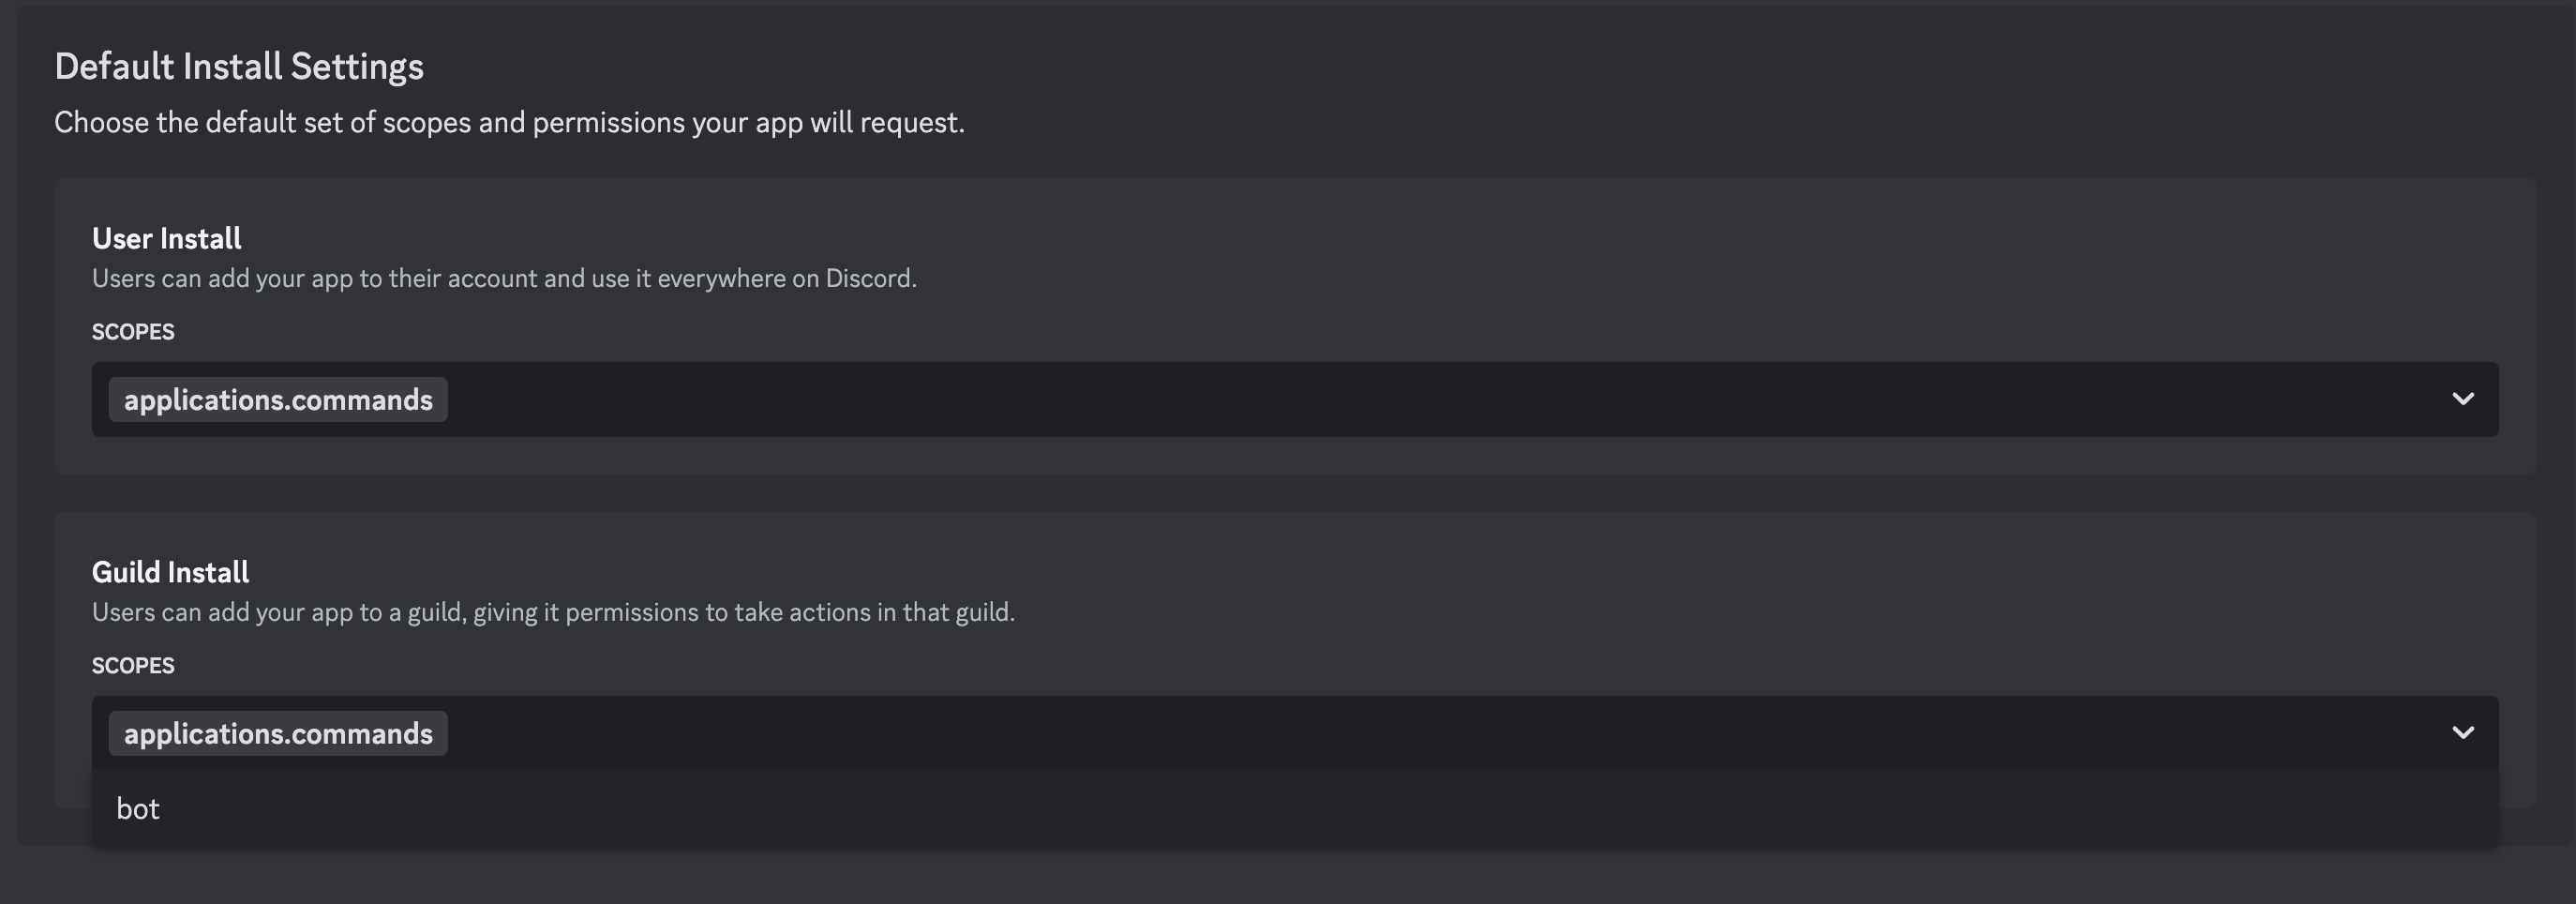 Default Install Settings
Choose the default set of scopes and permissions your app will request.
User Install
Users can add your app to their account and use it everywhere on Discord.
SCOPES
applications.commands
Guild Install
Users can add your app to a guild, giving it permissions to take actions in that guild.
SCOPES
applications.commands
bot